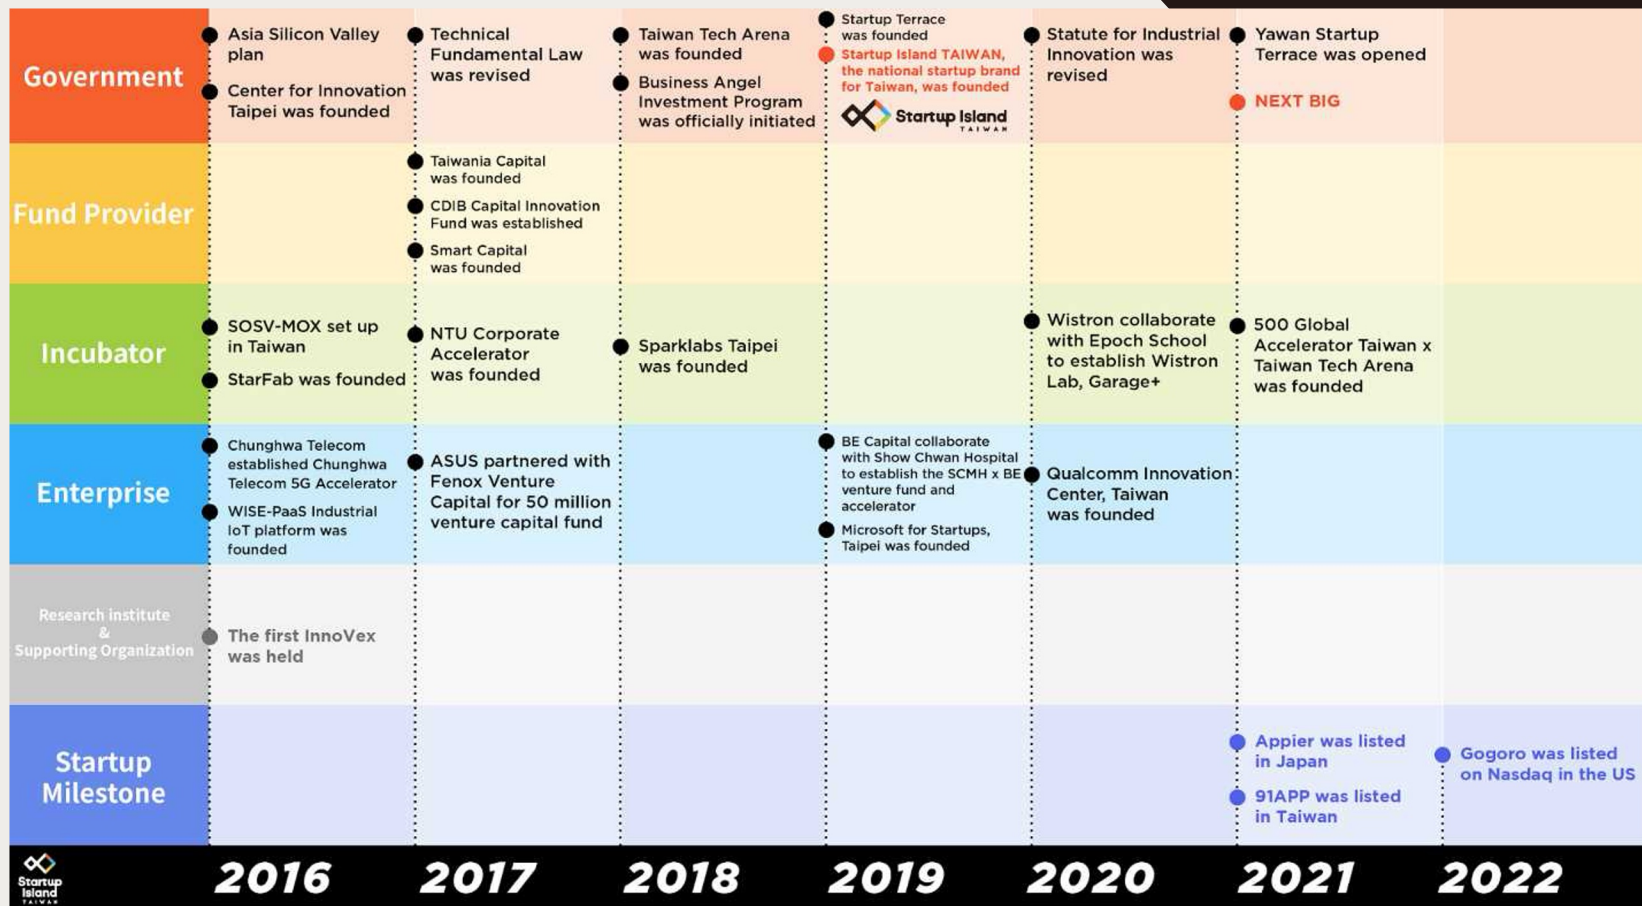 Government
Asia Silicon Valley
plan
Center for Innovation
Taipei was founded
Technical
Fundamental Law
was revised
Taiwan Tech Arena
was founded
Business Angel
Investment Program
was officially initiated
Startup Terrace
was founded
Startup Island TAIWAN,
the national startup brand
for Taiwan, was founded
Startup Island
TAIWAN
Statute for Industrial
Innovation was
revised
Yawan Startup
Terrace was opened
NEXT BIG
Fund Provider
Taiwania Capital
was founded
CDIB Capital Innovation
Fund was established
Smart Capital
was founded
Incubator
SOSV-MOX set up
in Taiwan
StarFab was founded
NTU Corporate
Accelerator
was founded
Sparklabs Taipei
was founded
Wistron collaborate
with Epoch School
to establish Wistron
Lab, Garage+
500 Global
Accelerator Taiwan x
Taiwan Tech Arena
was founded
Enterprise
Chunghwa Telecom
established Chunghwa
Telecom 5G Accelerator
WISE-PaaS Industrial
IoT platform was
founded
ASUS partnered with
Fenox Venture
Capital for 50 million
venture capital fund
BE Capital collaborate
with Show Chwan Hospital
to establish the SCMH x BE
venture fund and
accelerator
Microsoft for Startups,
Taipei was founded
Qualcomm Innovation
Center, Taiwan
was founded
Research institute
&
Supporting Organization
The first InnoVex
was held
Startup
Milestone
Appier was listed
in Japan
91APP was listed
in Taiwan
Gogoro was listed
on Nasdaq in the US
Startup
Island
TAIWAN
2016
2017
2018
2019
2020
2021
2022